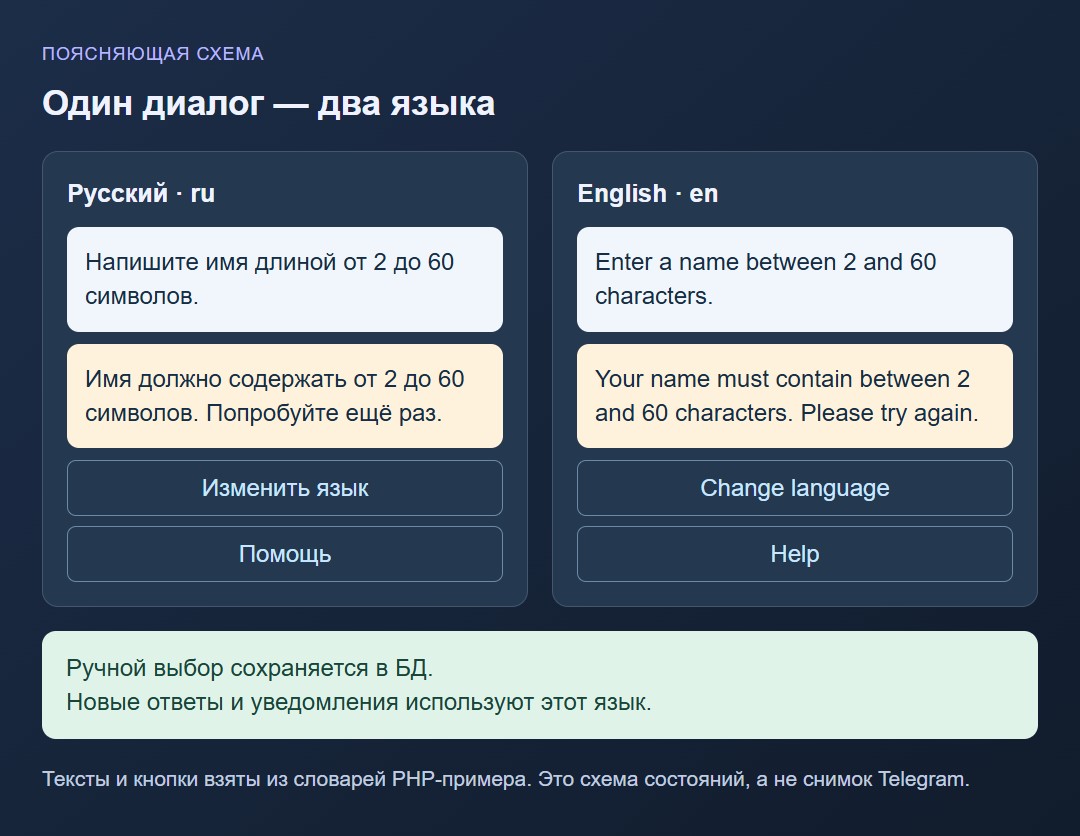 ПОЯСНЯЮЩАЯ СХЕМА
Один диалог — два языка
Русский · ru
Напишите имя длиной от 2 до 60
символов.
Имя должно содержать от 2 до 60
символов. Попробуйте ещё раз.
Изменить язык
Помощь
English · en
Enter a name between 2 and 60
characters.
Your name must contain between 2
and 60 characters. Please try again.
Change language
Help
Ручной выбор сохраняется в БД.
Новые ответы и уведомления используют этот язык.
Тексты и кнопки взяты из словарей PHP-примера. Это схема состояний, а не снимок Telegram.